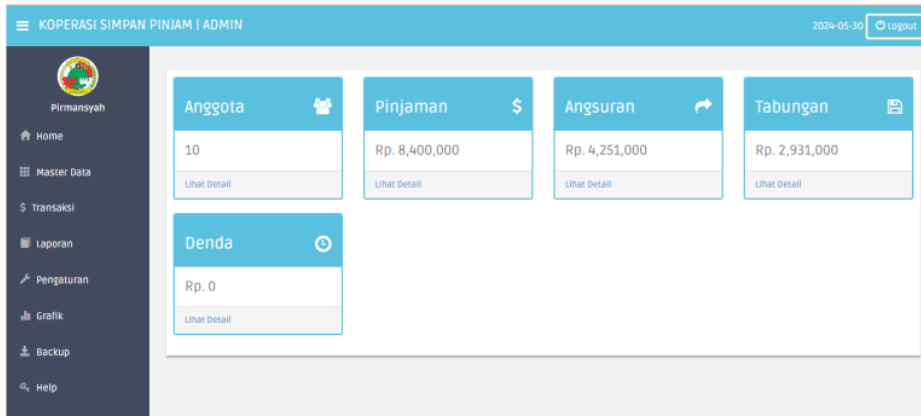 KOPERASI SIMPAN PINJAM | ADMIN
2024-05-30 Logout
Pirmansyah
Home
Master Data
$ Transaksi
Laporan
Pengaturan
Grafik
Backup
Help
Anggota
10
Lihat Detail
Pinjaman $
Rp. 8,400,000
Lihat Detail
Angsuran
Rp. 4,251,000
Lihat Detail
Tabungan
Rp. 2,931,000
Lihat Detail
Denda
Rp. 0
Lihat Detail